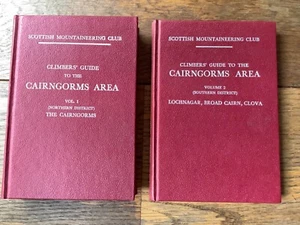 SCOTTISH MOUNTAINEERING CLUB
CLIMBERS' GUIDE
TO THE
CAIRNGORMS AREA
VOL. 1
(NORTHERN DISTRICT)
THE CAIRNGORMS
SCOTTISH MOUNTAINEERING CLUB
CLIMBERS' GUIDE TO THE
CAIRNGORMS AREA
VOLUME 2
(SOUTHERN DISTRICT)
LOCHNAGAR, BROAD CAIRN, CLOVA